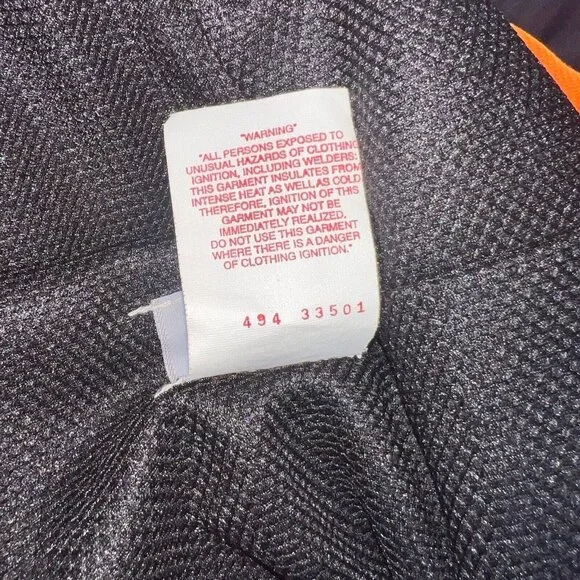 "WARNING"
"ALL PERSONS EXPOSED TO
UNUSUAL HAZARDS OF CLOTHING
IGNITION, INCLUDING WELDERS:
THIS GARMENT INSULATES FROM
INTENSE HEAT AS WELL AS COLD
THEREFORE, IGNITION OF THIS
GARMENT MAY NOT BE
IMMEDIATELY REALIZED.
DO NOT USE THIS GARMENT
WHERE THERE IS A DANGER
OF CLOTHING IGNITION."
494 33501